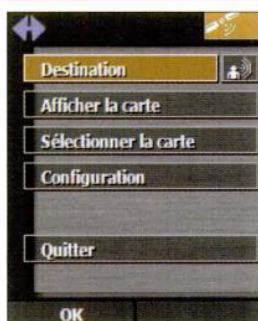 Destination
Afficher la carte
Sélectionner la carte
Configuration
Quitter
OK